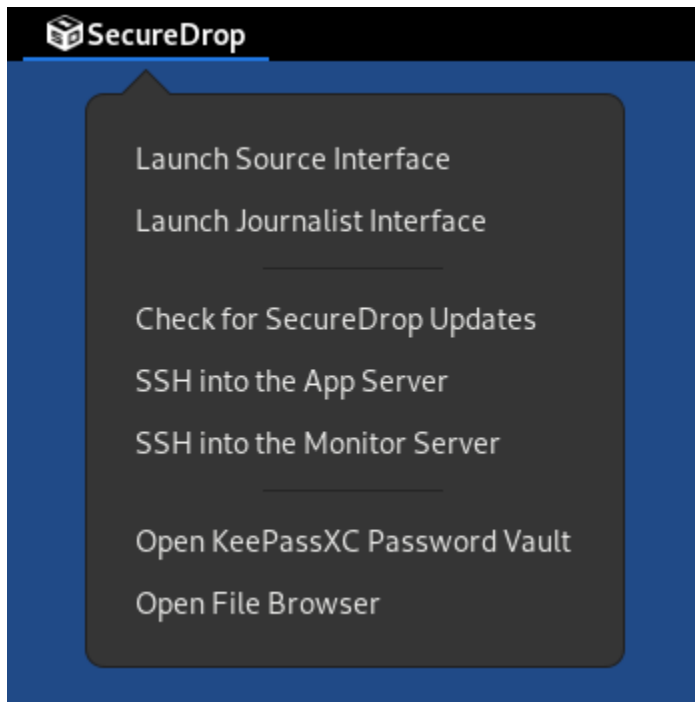 SecureDrop
Launch Source Interface
Launch Journalist Interface
Check for SecureDrop Updates
SSH into the App Server
SSH into the Monitor Server
Open KeePassXC Password Vault
Open File Browser